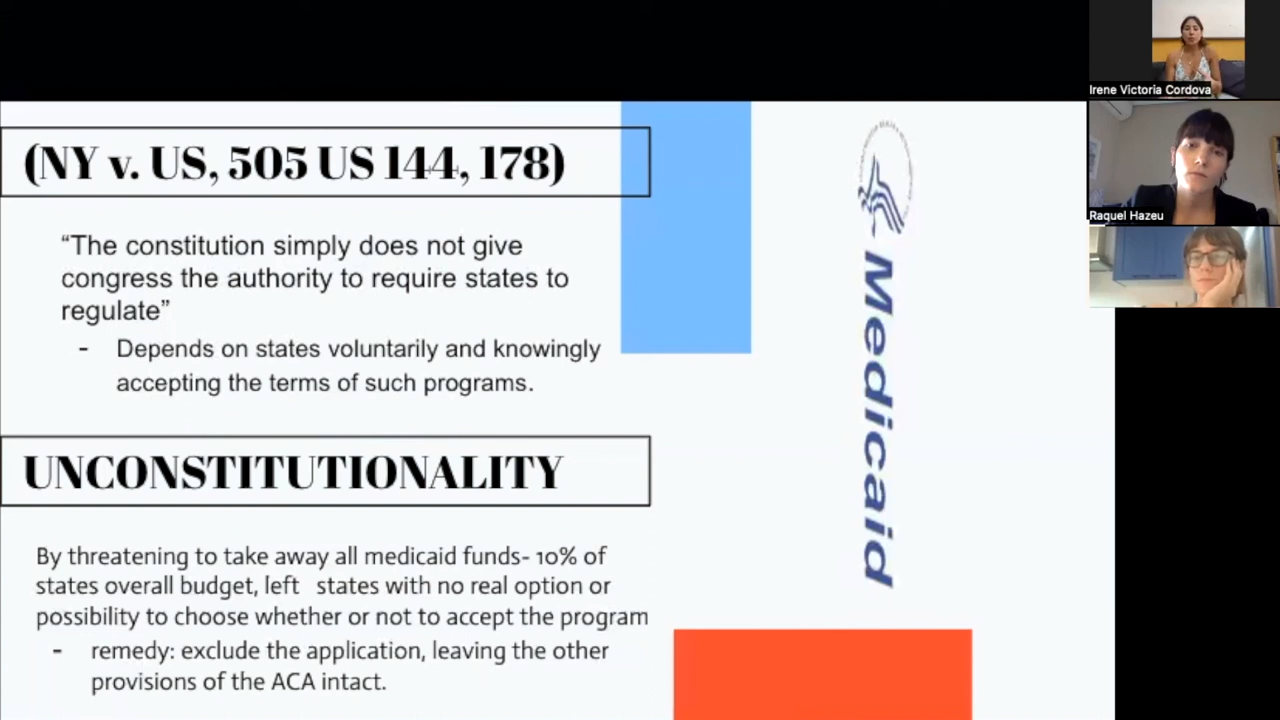 (NY v. US, 505 US 144, 178)
“The constitution simply does not give
congress the authority to require states to
regulate”
- Depends on states voluntarily and knowingly
accepting the terms of such programs.
UNCONSTITUTIONALITY
By threatening to take away all medicaid funds- 10% of
states overall budget, left states with no real option or
possibility to choose whether or not to accept the program
- remedy: exclude the application, leaving the other
provisions of the ACA intact.
Medicaid
Irene Victoria Cordova
Raquel Hazeu